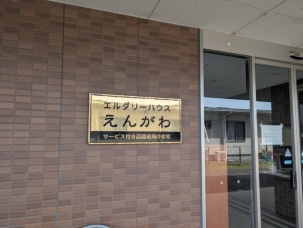 エルダリーハウス
えんがわ
サービス付き高齢者向け住宅